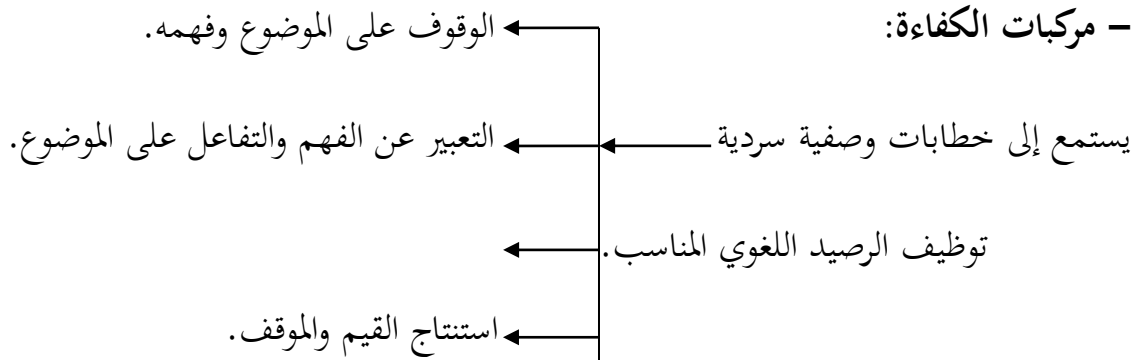 – مركبات الكفاءة:
الوقوف على الموضوع وفهمه.
يستمع إلى خطابات وصفية سردية
التعبير عن الفهم والتفاعل على الموضوع.
توظيف الرصيد اللغوي المناسب.
استنتاج القيم والموقف.